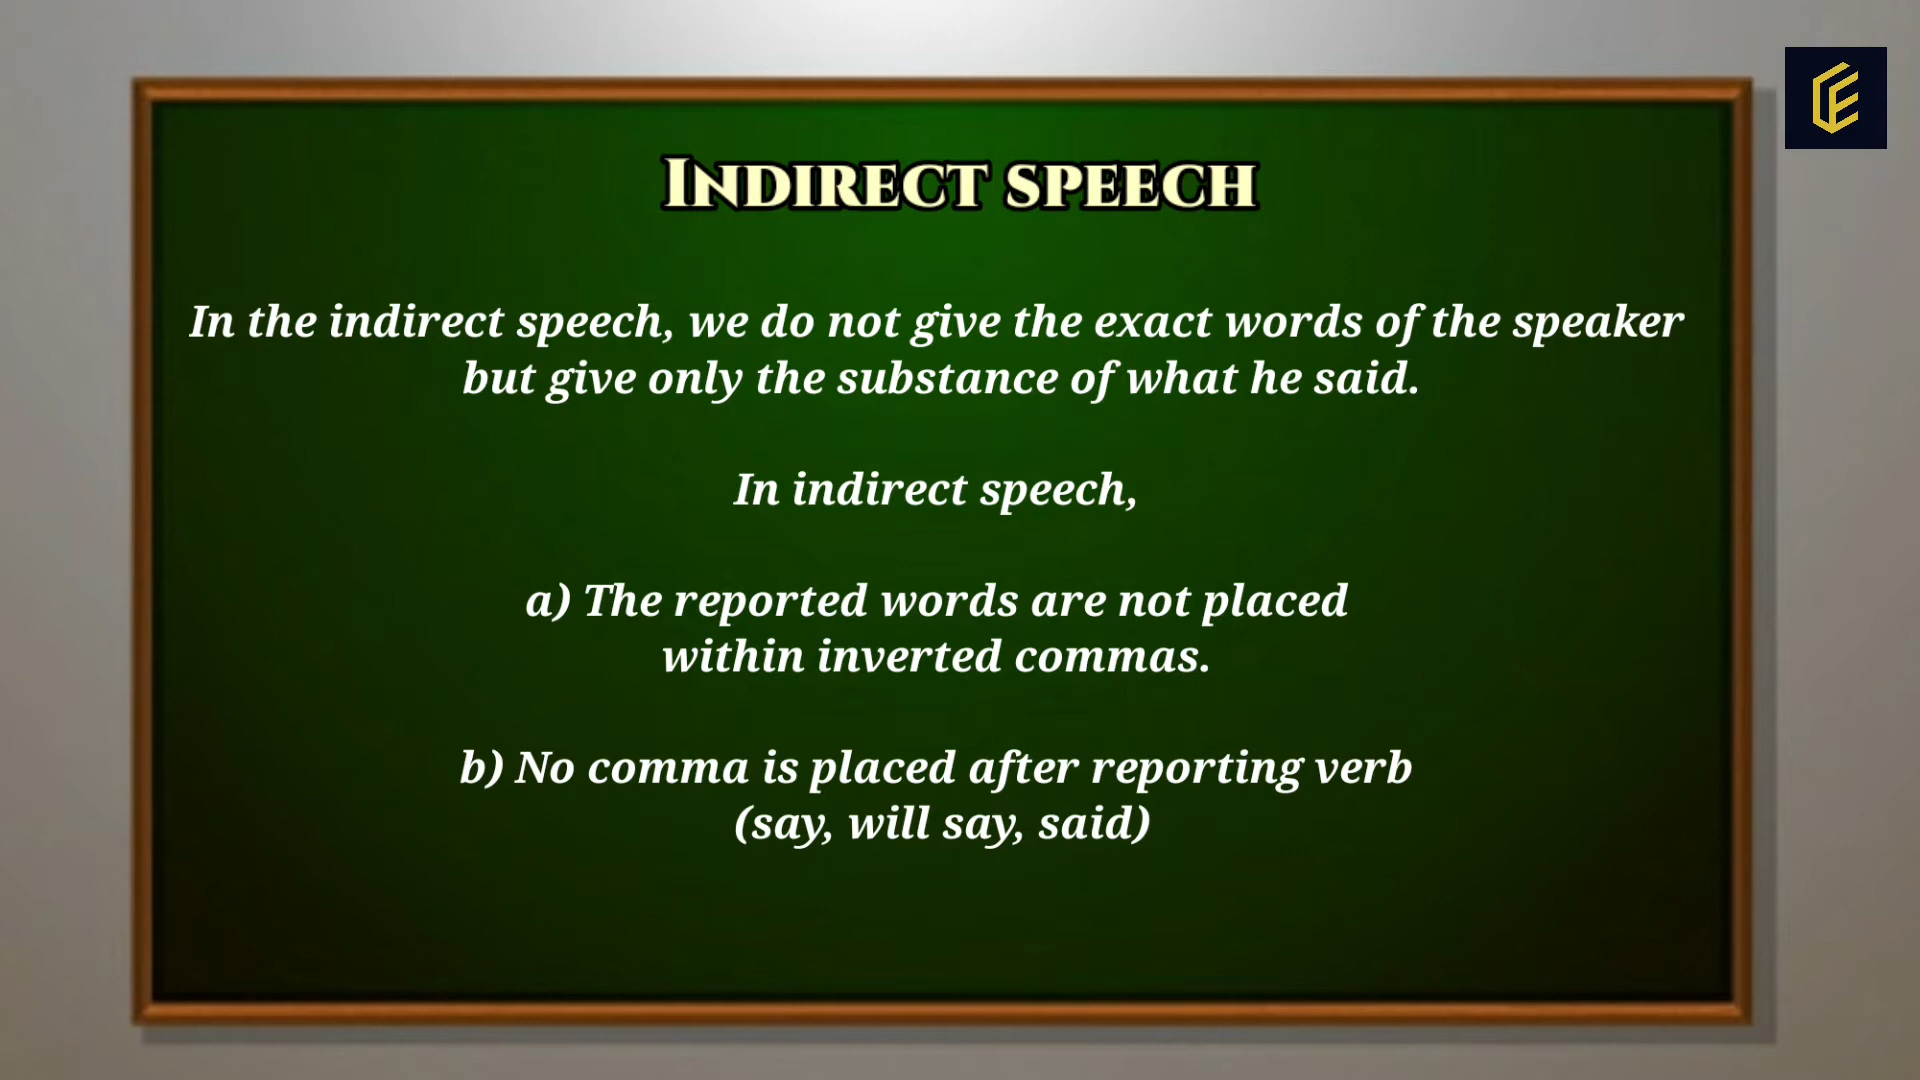 Indirect speech
In the indirect speech, we do not give the exact words of the speaker
but give only the substance of what he said.
In indirect speech,
a) The reported words are not placed
within inverted commas.
b) No comma is placed after reporting verb
(say, will say, said)